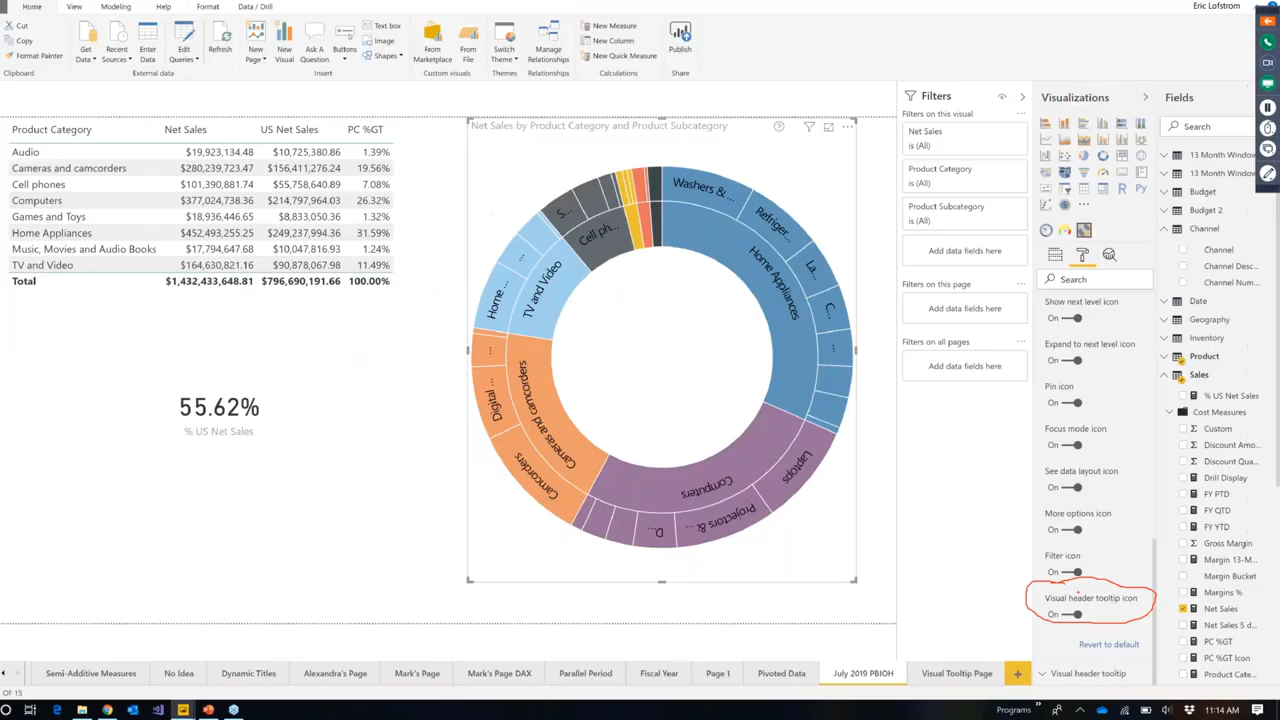 Home View Modeling Help Format Data / Drill
Eric Lofstrom
Cut
Copy
Format Painter
Clipboard
Get Data
Recent Sources
Enter Data
Edit Queries
Refresh
External data
New Page
New Visual
Ask A Question
Buttons
Text box
Image
Shapes
Insert
From Marketplace
From File
Custom visuals
Switch Theme
Themes
Manage Relationships
Relationships
New Measure
New Column
New Quick Measure
Calculations
Publish
Share
Product Category Net Sales US Net Sales PC %GT
Audio $19,923,134.48 $10,725,380.86 1.39%
Cameras and camcorders $280,239,723.47 $156,411,276.24 19.56%
Cell phones $101,390,881.74 $55,758,640.89 7.08%
Computers $377,024,738.36 $214,797,964.03 26.32%
Games and Toys $18,936,446.65 $8,833,050.36 1.32%
Home Appliances $452,493,255.25 $249,237,994.36 31.59%
Music, Movies and Audio Books $17,794,647.68 $10,047,816.93 1.24%
TV and Video $164,630,821.16 $90,878,067.98 11.49%
Total $1,432,433,648.81 $796,690,191.66 100.00%
55.62%
% US Net Sales
Net Sales by Product Category and Product Subcategory
Washers & ...
Refriger...
La...
C...
...
Home Appliances
Laptops
Computers
Projectors & ...
D...
Camcorders
Digital ...
...
Cameras and camcorders
Home ...
...
TV and Video
S...
Cell ph...
Filters
Filters on this visual ...
Net Sales
is (All)
Product Category
is (All)
Product Subcategory
is (All)
Add data fields here
Filters on this page ...
Add data fields here
Filters on all pages ...
Add data fields here
Visualizations
R Py
...
Search
Show next level icon
On
Expand to next level icon
On
Pin icon
On
Focus mode icon
On
See data layout icon
On
More options icon
On
Filter icon
On
Visual header tooltip icon
On
Revert to default
Visual header tooltip
Fields
Search
13 Month Window
13 Month Window
Budget
Budget 2
Channel
Channel
Channel Desc...
Channel Num...
Date
Geography
Inventory
Product
Sales
% US Net Sales
Cost Measures
Custom
Discount Amo...
Discount Qua...
Drill Display
FY PTD
FY QTD
FY YTD
Gross Margin
Margin 13-M...
Margin Bucket
Margins %
Net Sales
Net Sales 5 d...
PC %GT
PC %GT Icon
Product Cate...
Semi-Additive Measures No Idea Dynamic Titles Alexandra's Page Mark's Page Mark's Page DAX Parallel Period Fiscal Year Page 1 Pivoted Data July 2019 PBIOH Visual Tooltip Page +
OF 15
Programs » 11:14 AM